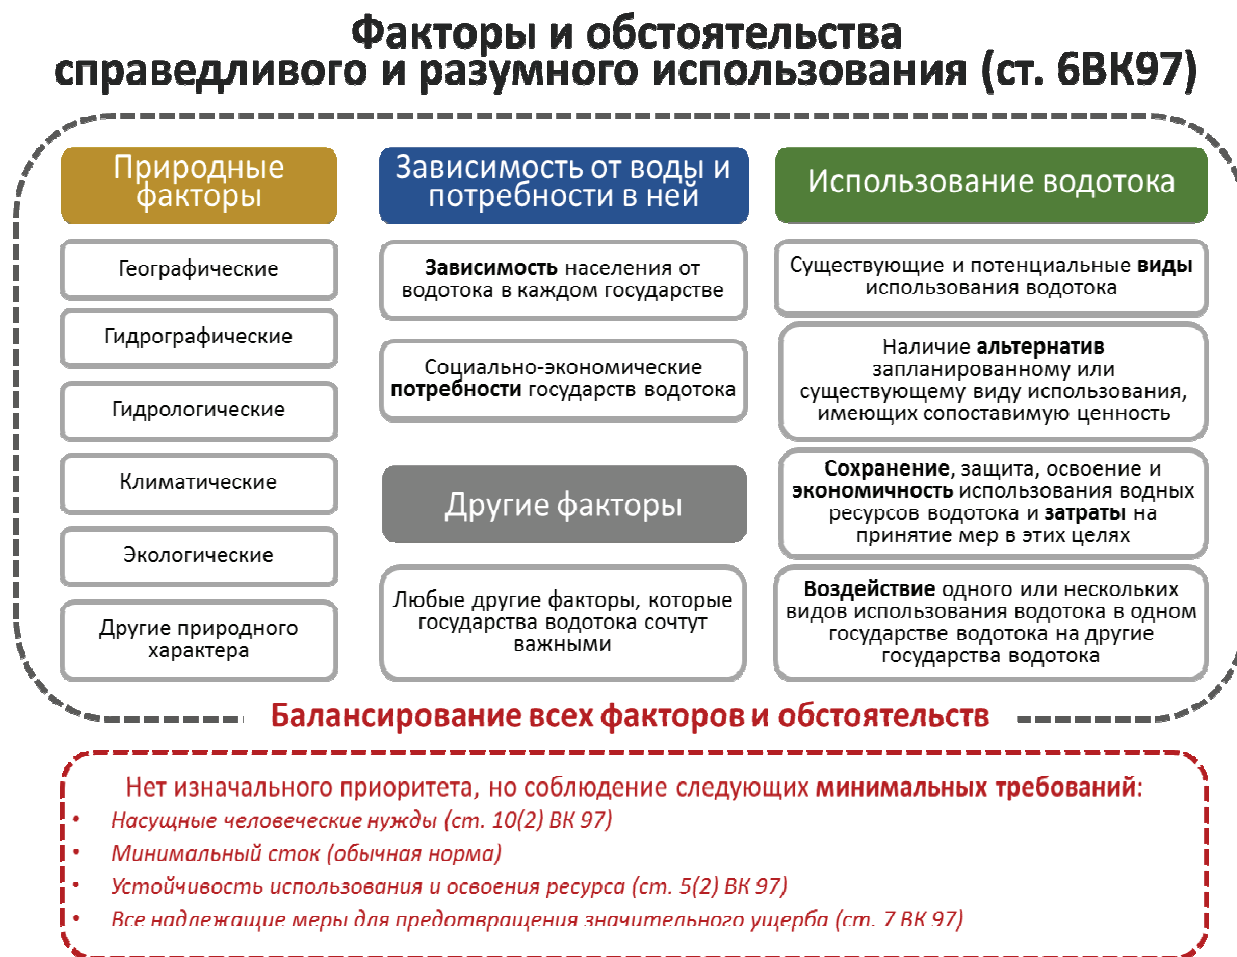 Факторы и обстоятельства
справедливого и разумного использования (ст. 6ВК97)
Природные
факторы
Географические
Гидрографические
Гидрологические
Климатические
Экологические
Другие природного
характера
Зависимость от воды и
потребности в ней
Зависимость населения от
водотока в каждом государстве
Социально-экономические
потребности государств водотока
Другие факторы
Любые другие факторы, которые
государства водотока сочтут
важными
Использование водотока
Существующие и потенциальные виды
использования водотока
Наличие альтернатив
запланированному или
существующему виду использования,
имеющих сопоставимую ценность
Сохранение, защита, освоение и
экономичность использования водных
ресурсов водотока и затраты на
принятие мер в этих целях
Воздействие одного или нескольких
видов использования водотока в одном
государстве водотока на другие
государства водотока
Балансирование всех факторов и обстоятельств
Нет изначального приоритета, но соблюдение следующих минимальных требований:
• Насущные человеческие нужды (ст. 10(2) ВК 97)
• Минимальный сток (обычная норма)
• Устойчивость использования и освоения ресурса (ст. 5(2) ВК 97)
• Все надлежащие меры для предотвращения значительного ущерба (ст. 7 ВК 97)